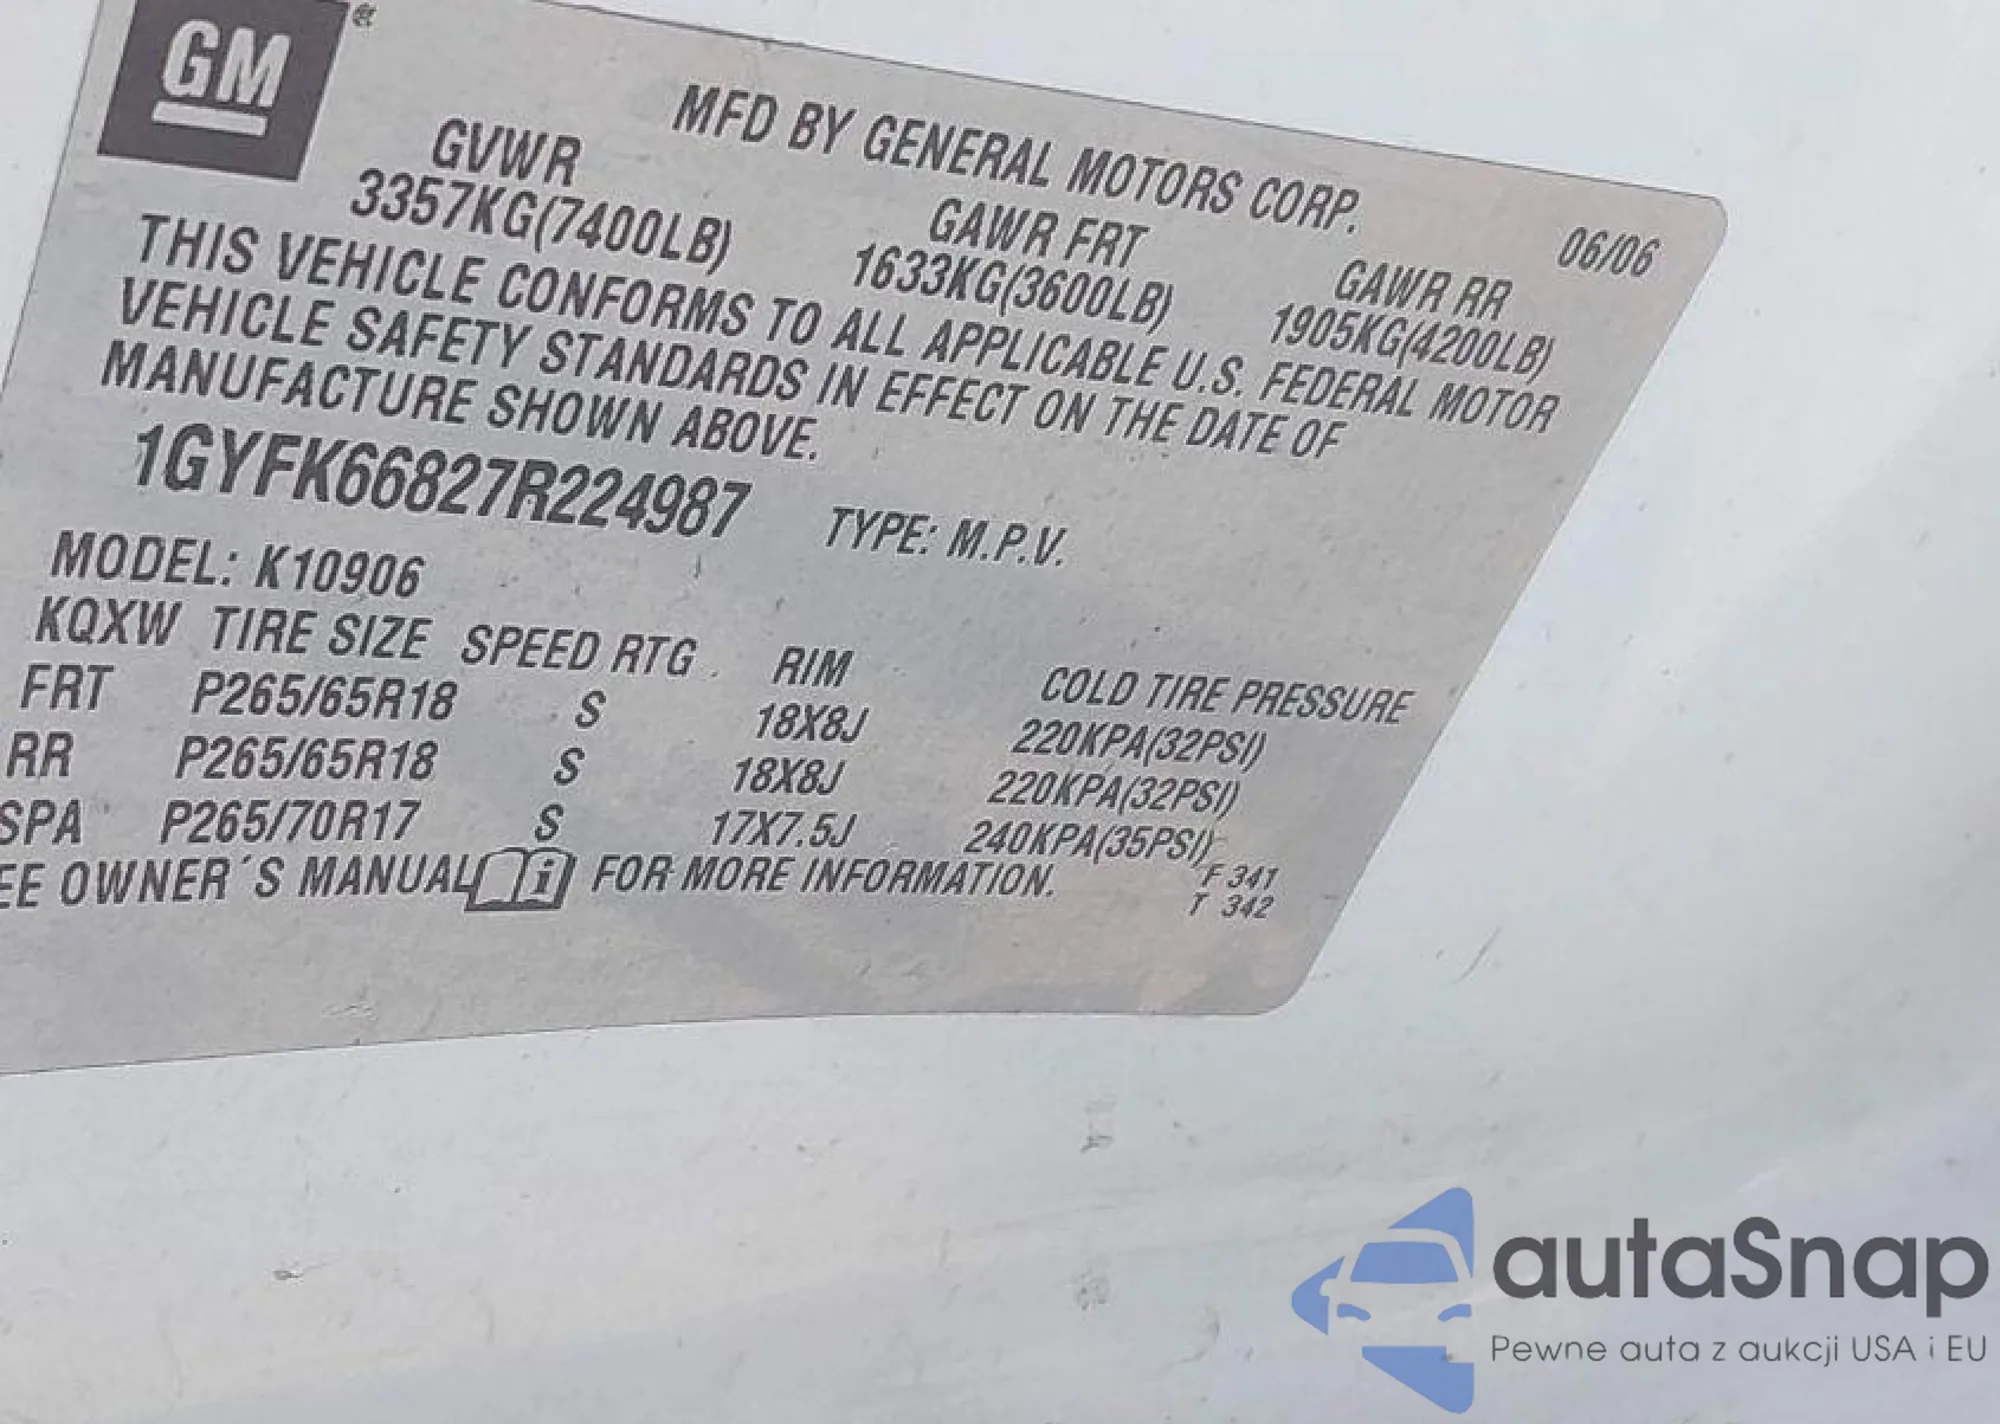 GM
MFD BY GENERAL MOTORS CORP.
06/06
GVWR GAWR FRT GAWR RR
3357KG(7400LB) 1633KG(3600LB) 1905KG(4200LB)
THIS VEHICLE CONFORMS TO ALL APPLICABLE U.S. FEDERAL MOTOR
VEHICLE SAFETY STANDARDS IN EFFECT ON THE DATE OF
MANUFACTURE SHOWN ABOVE.
1GYFK66827R224987 TYPE: M.P.V.
MODEL: K10906
KQXW TIRE SIZE SPEED RTG RIM COLD TIRE PRESSURE
FRT P265/65R18 S 18X8J 220KPA(32PSI)
RR P265/65R18 S 18X8J 220KPA(32PSI)
SPA P265/70R17 S 17X7.5J 240KPA(35PSI)
EE OWNER´S MANUAL i FOR MORE INFORMATION.
F 341
T 342
autaSnap
Pewne auta z aukcji USA i EU